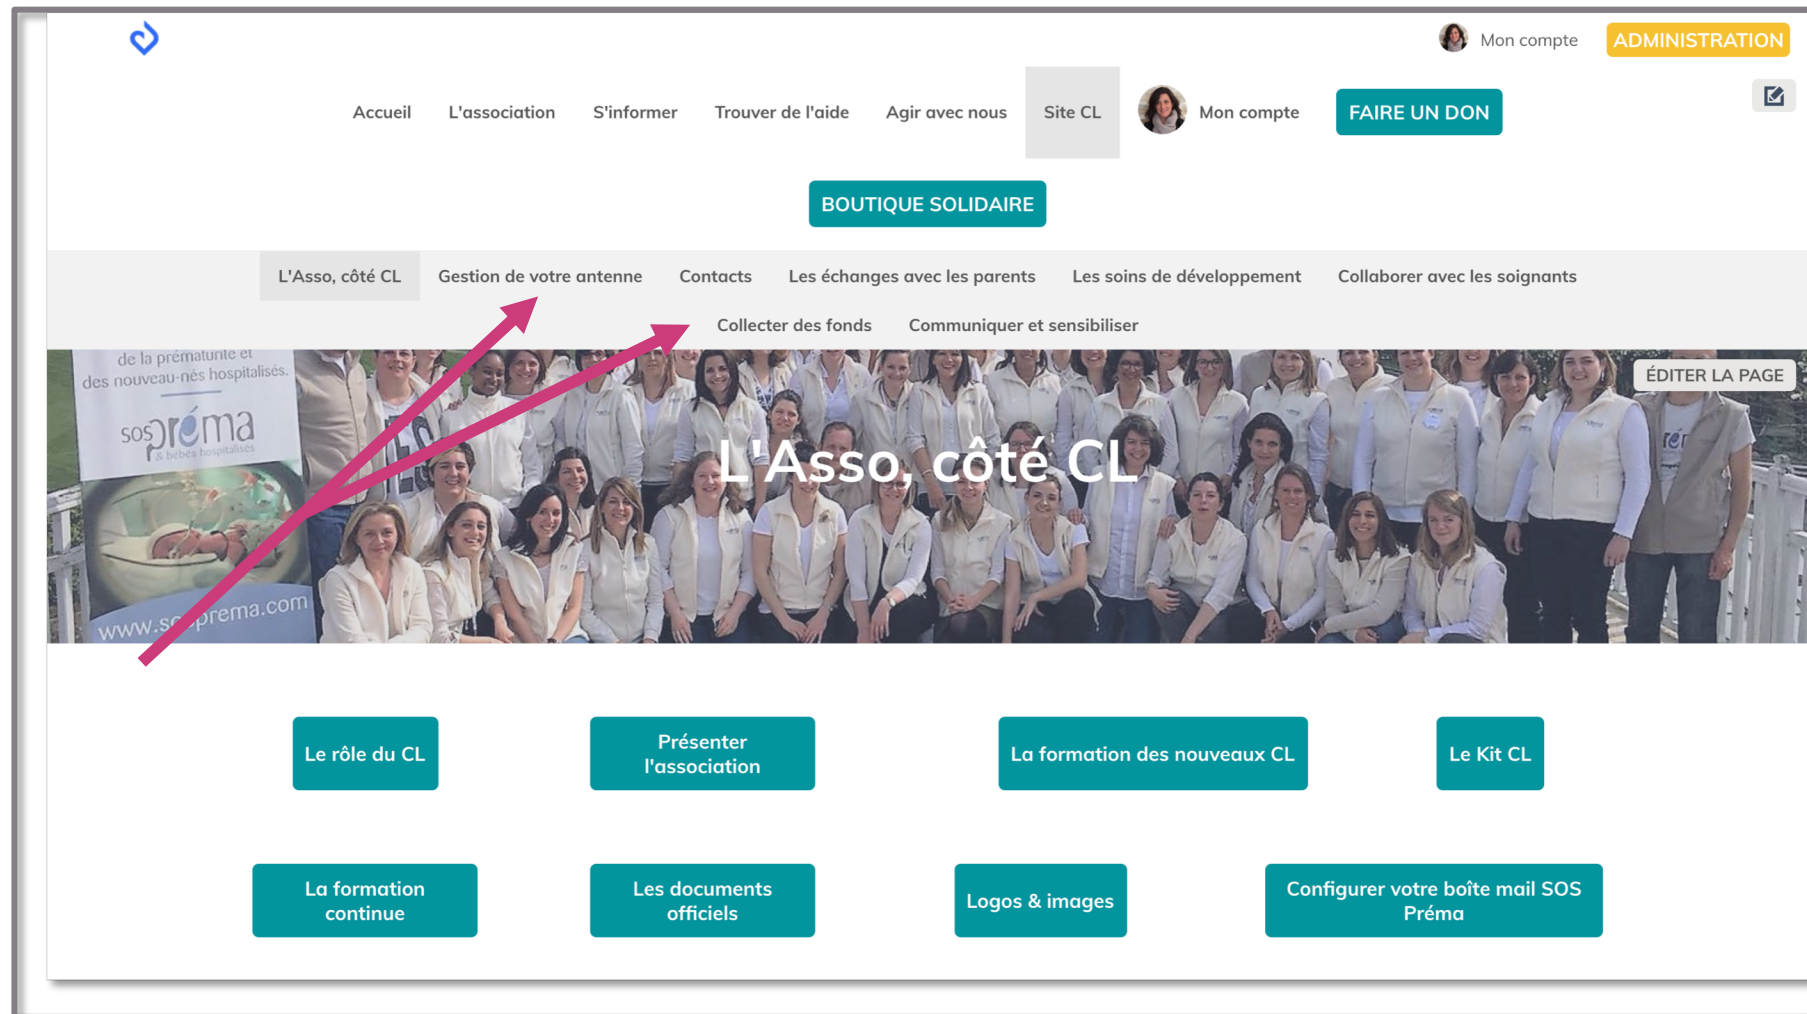 Mon compte
ADMINISTRATION
Accueil
L'association
S'informer
Trouver de l'aide
Agir avec nous
Site CL
Mon compte
FAIRE UN DON
BOUTIQUE SOLIDAIRE
L'Asso, côté CL
Gestion de votre antenne
Contacts
Les échanges avec les parents
Les soins de développement
Collaborer avec les soignants
Collecter des fonds
Communiquer et sensibiliser
de la prématurité et
des nouveau-nés hospitalisés.
sospréma
& bébés hospitalisés
ÉDITER LA PAGE
L'Asso, côté CL
Le rôle du CL
Présenter
l'association
La formation des nouveaux CL
Le Kit CL
La formation
continue
Les documents
officiels
Logos & images
Configurer votre boîte mail SOS
Préma